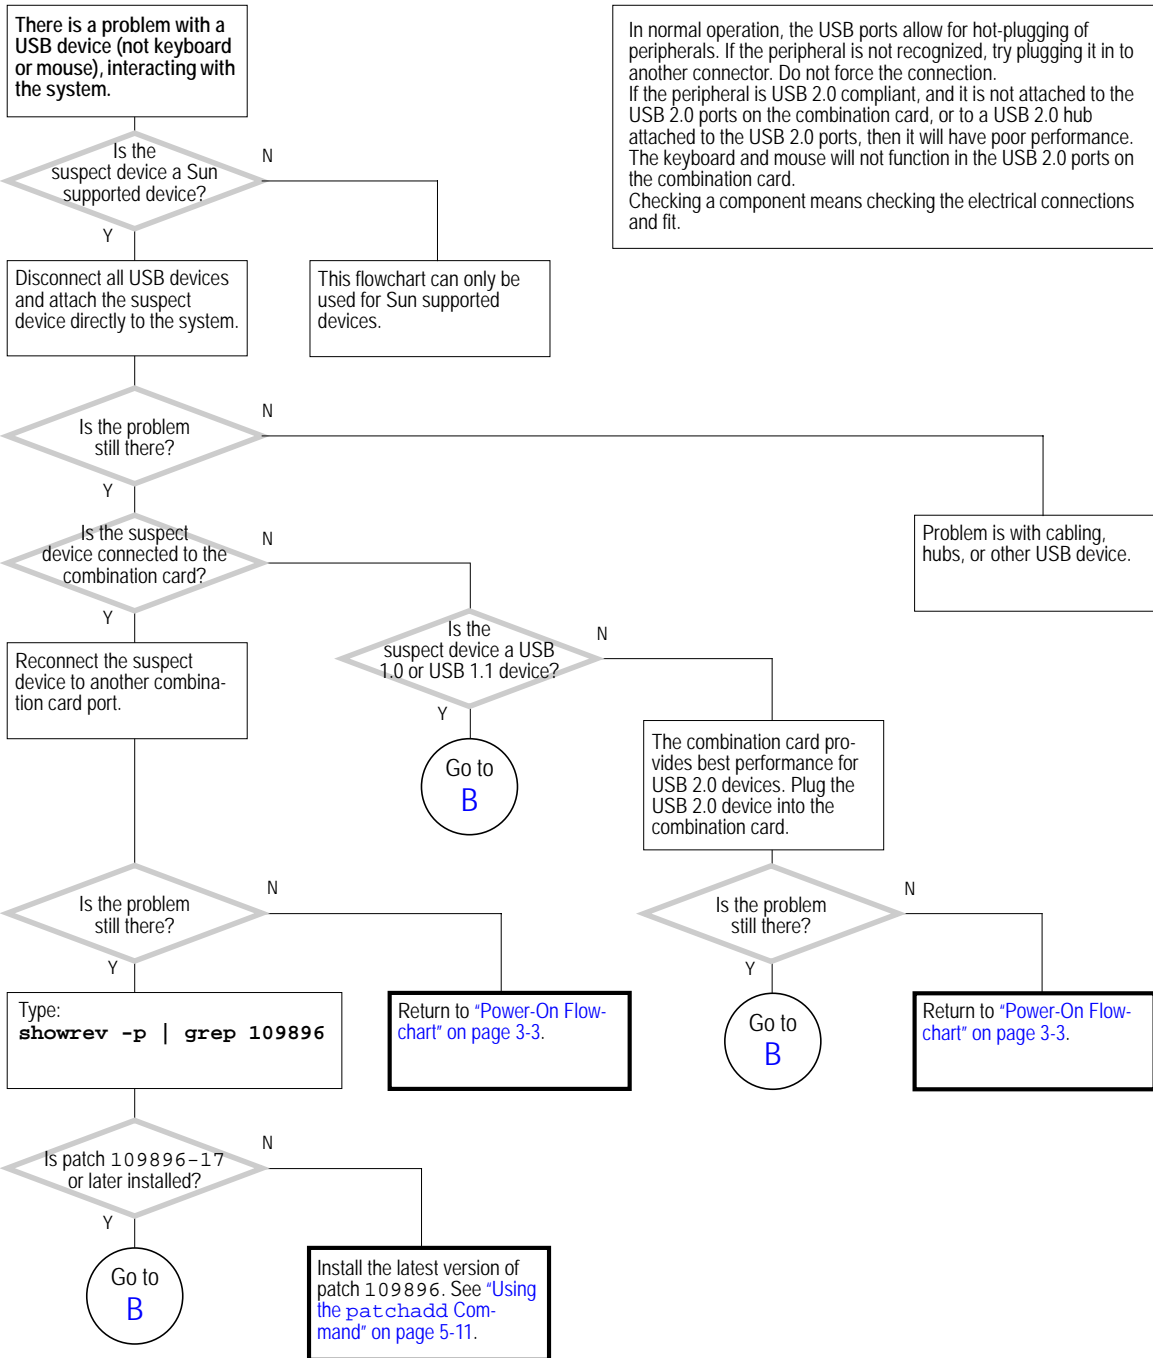 There is a problem with a
USB device (not keyboard
or mouse), interacting with
the system.
In normal operation, the USB ports allow for hot-plugging of
peripherals. If the peripheral is not recognized, try plugging it in to
another connector. Do not force the connection.
If the peripheral is USB 2.0 compliant, and it is not attached to the
USB 2.0 ports on the combination card, or to a USB 2.0 hub
attached to the USB 2.0 ports, then it will have poor performance.
The keyboard and mouse will not function in the USB 2.0 ports on
the combination card.
Checking a component means checking the electrical connections
and fit.
Is the
suspect device a Sun
supported device?
N
Y
Disconnect all USB devices
and attach the suspect
device directly to the system.
This flowchart can only be
used for Sun supported
devices.
Is the problem
still there?
N
Y
Is the suspect
device connected to the
combination card?
N
Y
Problem is with cabling,
hubs, or other USB device.
Reconnect the suspect
device to another combina-
tion card port.
Is the
suspect device a USB
1.0 or USB 1.1 device?
N
Y
Go to
B
The combination card pro-
vides best performance for
USB 2.0 devices. Plug the
USB 2.0 device into the
combination card.
Is the problem
still there?
N
Y
Is the problem
still there?
N
Y
Type:
showrev -p | grep 109896
Return to "Power-On Flow-
chart" on page 3-3.
Go to
B
Return to "Power-On Flow-
chart" on page 3-3.
Is patch 109896-17
or later installed?
N
Y
Go to
B
Install the latest version of
patch 109896. See "Using
the patchadd Com-
mand" on page 5-11.